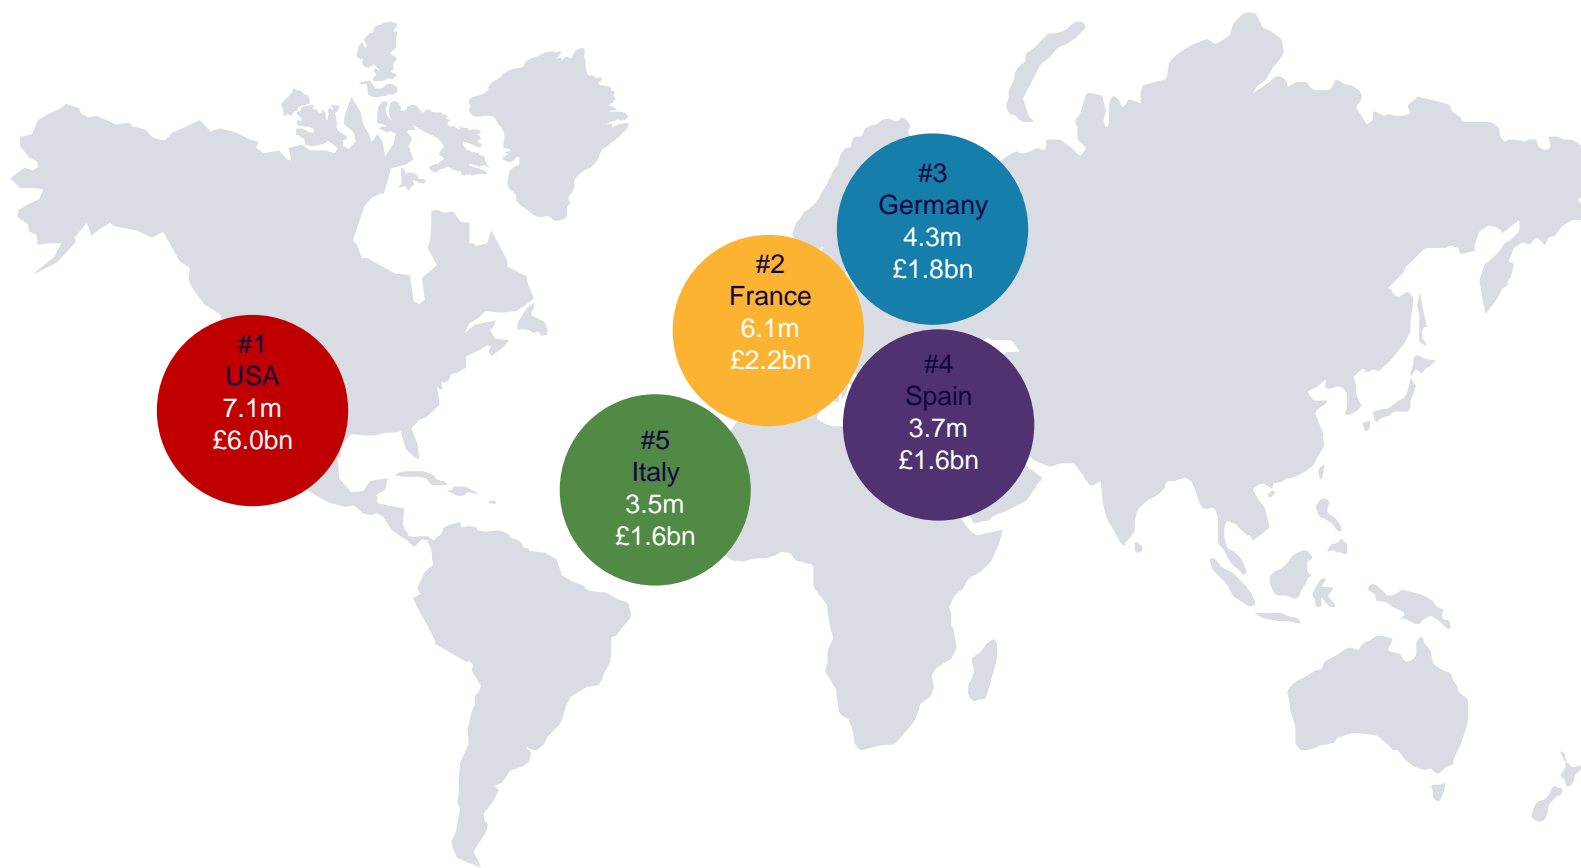 #1
USA
7.1m
£6.0bn
#2
France
6.1m
£2.2bn
#3
Germany
4.3m
£1.8bn
#4
Spain
3.7m
£1.6bn
#5
Italy
3.5m
£1.6bn